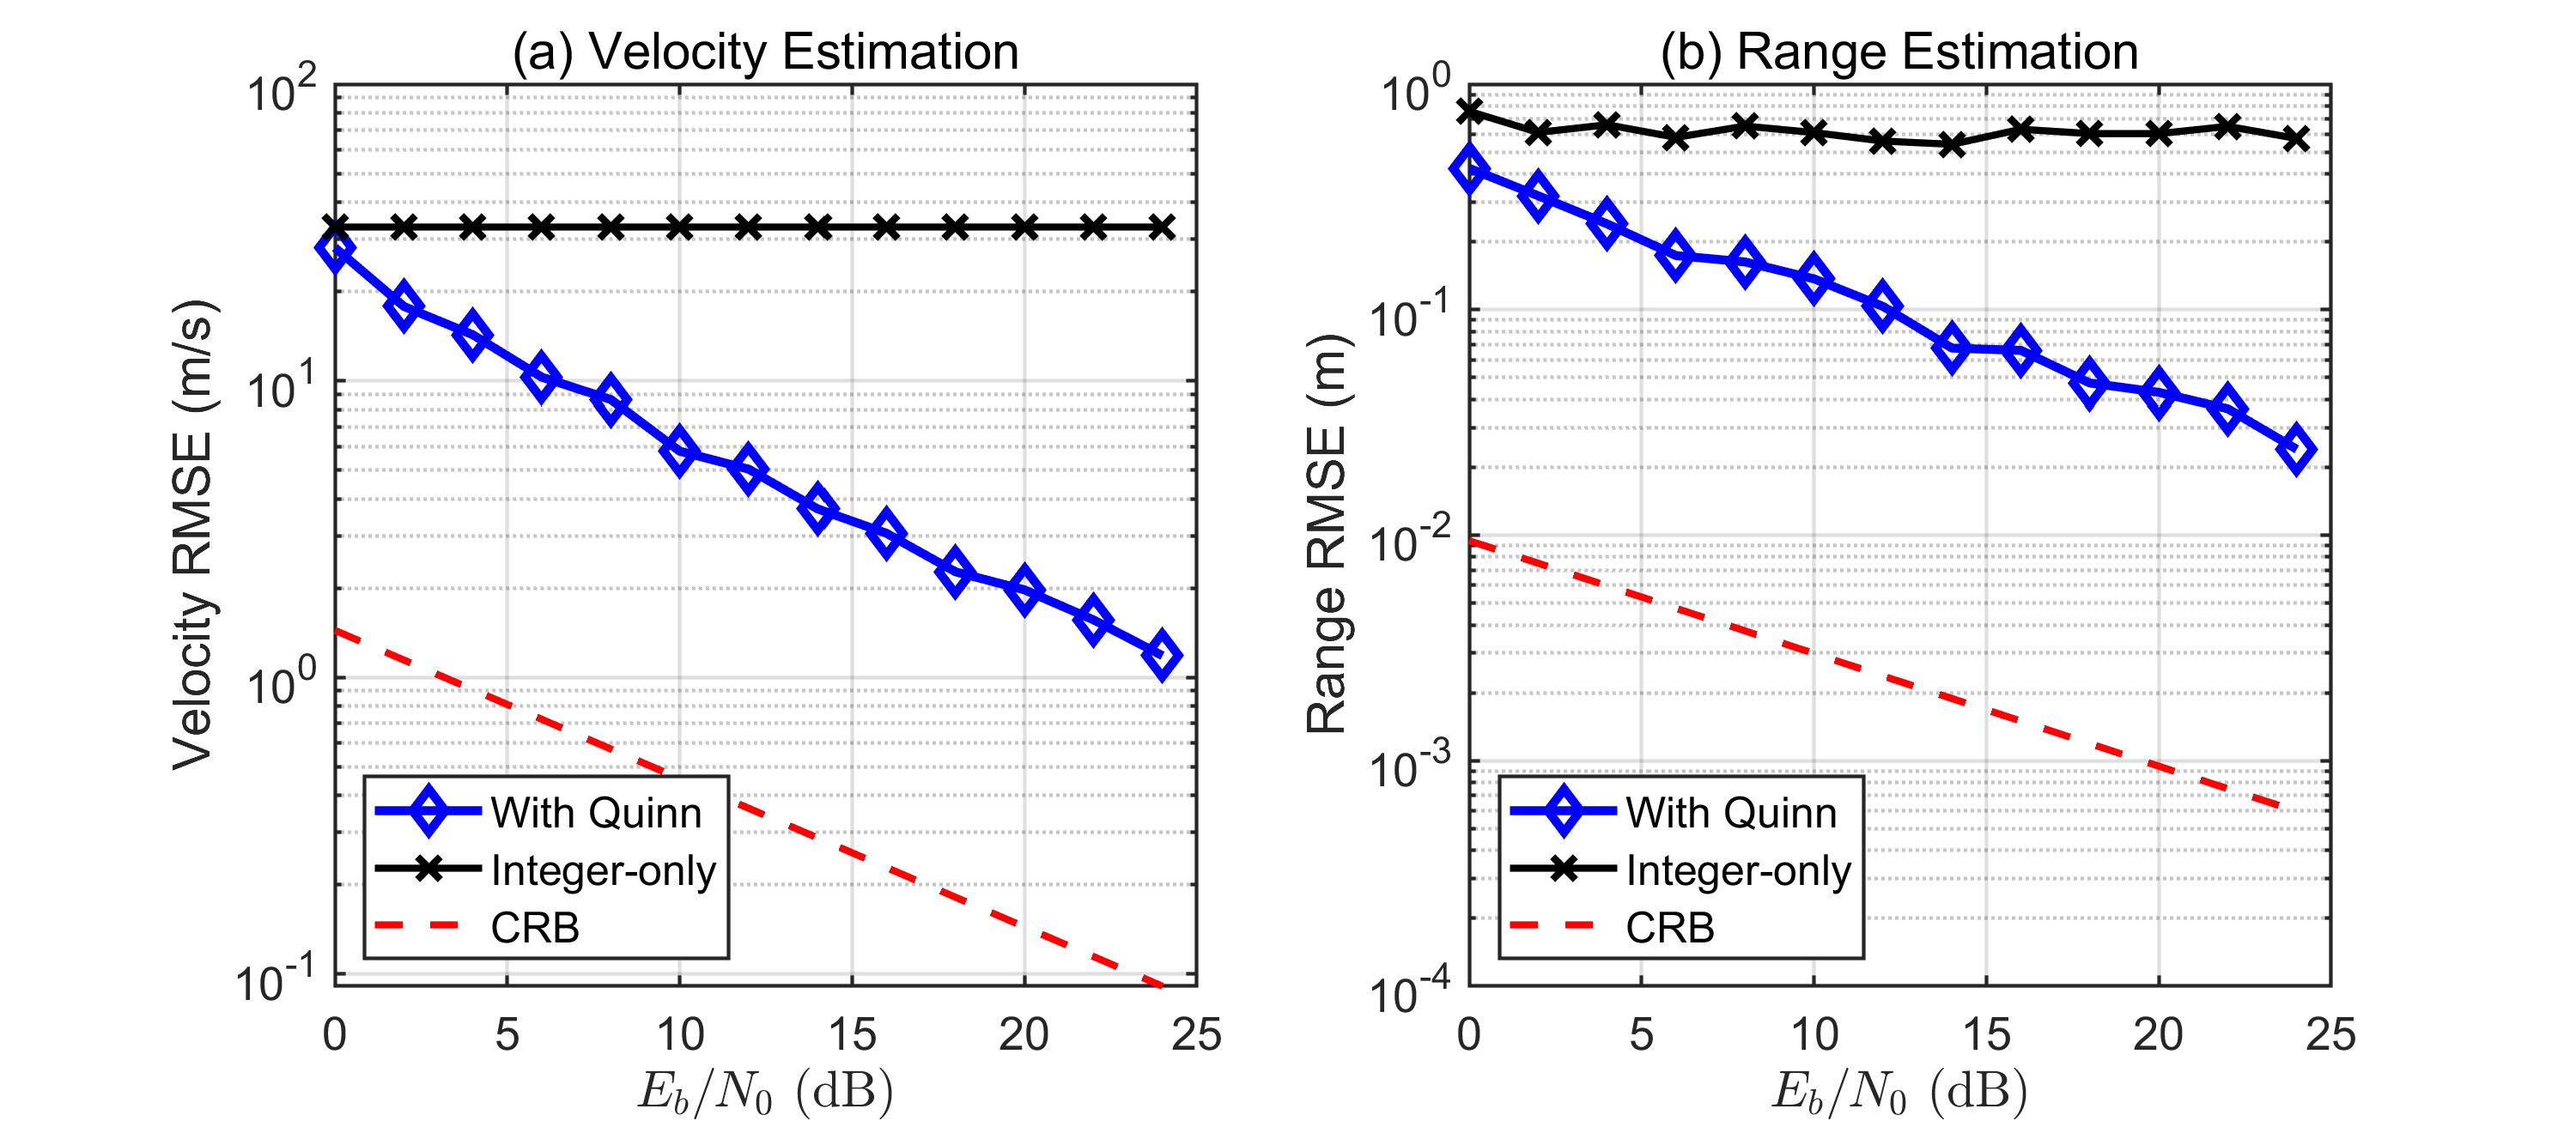 (a) Velocity Estimation
Velocity RMSE (m/s)
10^2
10^1
10^0
10^-1
With Quinn
Integer-only
CRB
0 5 10 15 20 25
E_b/N_0 (dB)
(b) Range Estimation
Range RMSE (m)
10^0
10^-1
10^-2
10^-3
10^-4
With Quinn
Integer-only
CRB
0 5 10 15 20 25
E_b/N_0 (dB)